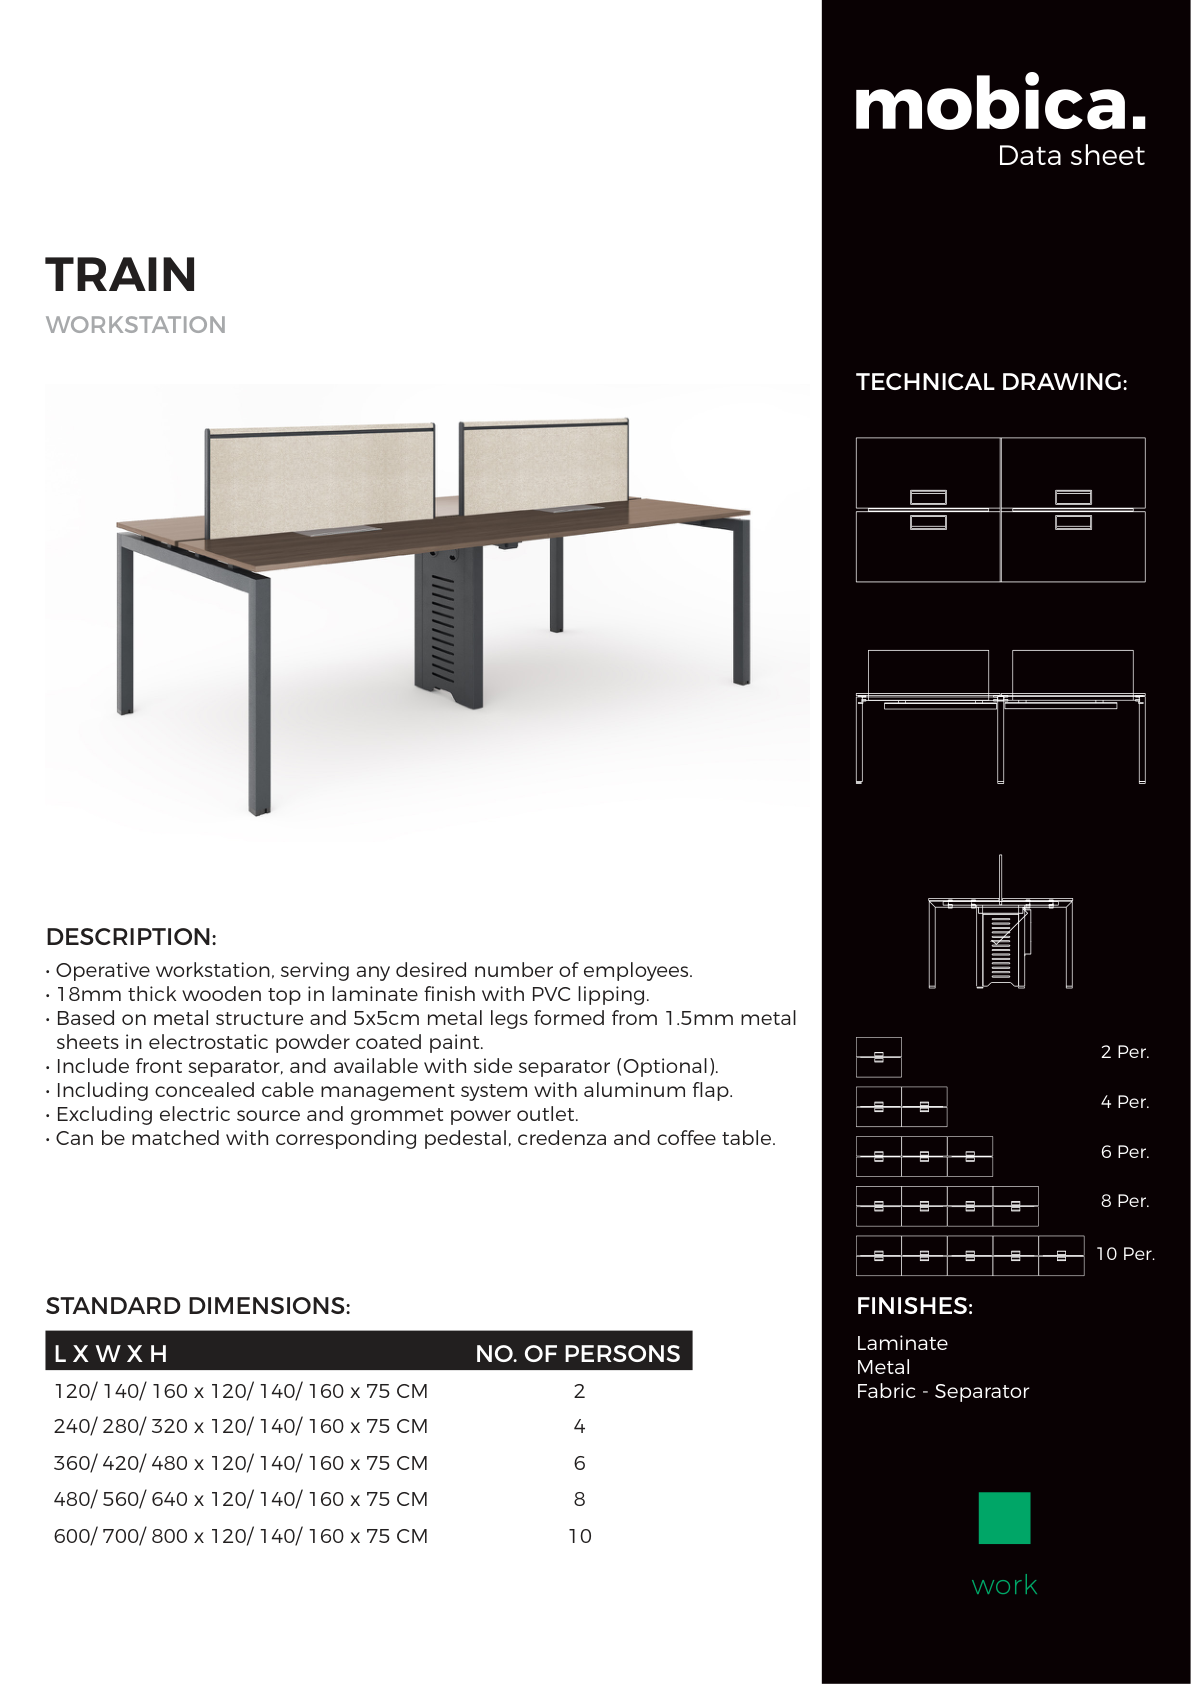 mobica.
Data sheet
TRAIN
WORKSTATION
TECHNICAL DRAWING:
DESCRIPTION:
• Operative workstation, serving any desired number of employees.
• 18mm thick wooden top in laminate finish with PVC lipping.
• Based on metal structure and 5x5cm metal legs formed from 1.5mm metal
sheets in electrostatic powder coated paint.
• Include front separator, and available with side separator (Optional).
• Including concealed cable management system with aluminum flap.
• Excluding electric source and grommet power outlet.
• Can be matched with corresponding pedestal, credenza and coffee table.
2 Per.
4 Per.
6 Per.
8 Per.
10 Per.
STANDARD DIMENSIONS:
L X W X H NO. OF PERSONS
120/ 140/ 160 x 120/ 140/ 160 x 75 CM 2
240/ 280/ 320 x 120/ 140/ 160 x 75 CM 4
360/ 420/ 480 x 120/ 140/ 160 x 75 CM 6
480/ 560/ 640 x 120/ 140/ 160 x 75 CM 8
600/ 700/ 800 x 120/ 140/ 160 x 75 CM 10
FINISHES:
Laminate
Metal
Fabric - Separator
work